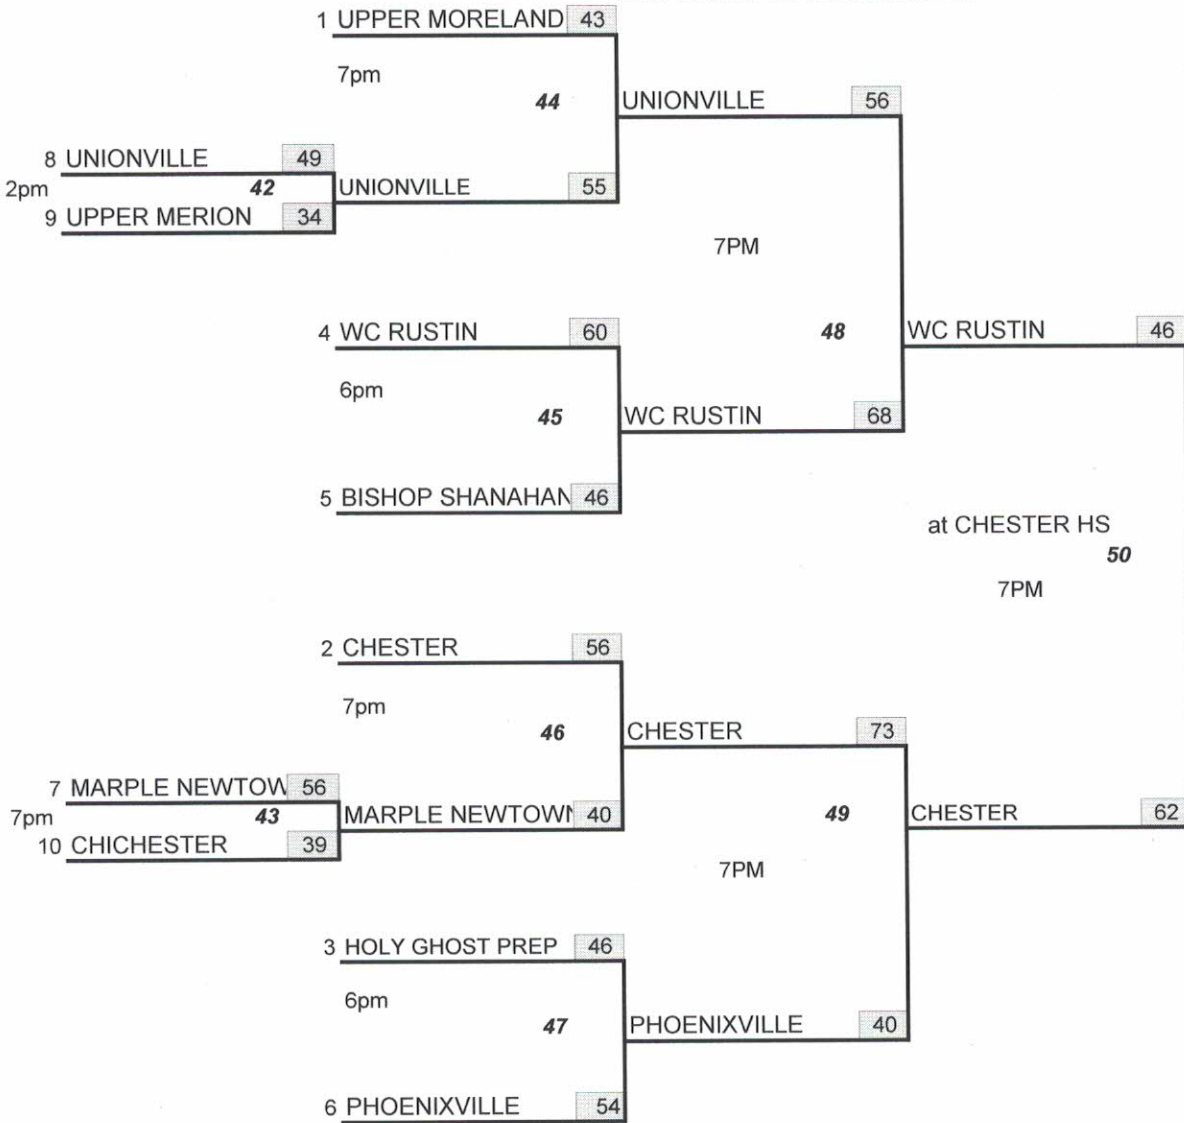 1 UPPER MORELAND 43
7pm
44
UNIONVILLE 56
8 UNIONVILLE 49
2pm
42
UNIONVILLE 55
9 UPPER MERION 34
7PM
4 WC RUSTIN 60
48
WC RUSTIN 46
6pm
45
WC RUSTIN 68
5 BISHOP SHANAHAN 46
at CHESTER HS
50
7PM
2 CHESTER 56
7pm
46
CHESTER 73
7 MARPLE NEWTOW 56
7pm
43
MARPLE NEWTOWN 40
49
CHESTER 62
10 CHICHESTER 39
7PM
3 HOLY GHOST PREP 46
6pm
47
PHOENIXVILLE 40
6 PHOENIXVILLE 54